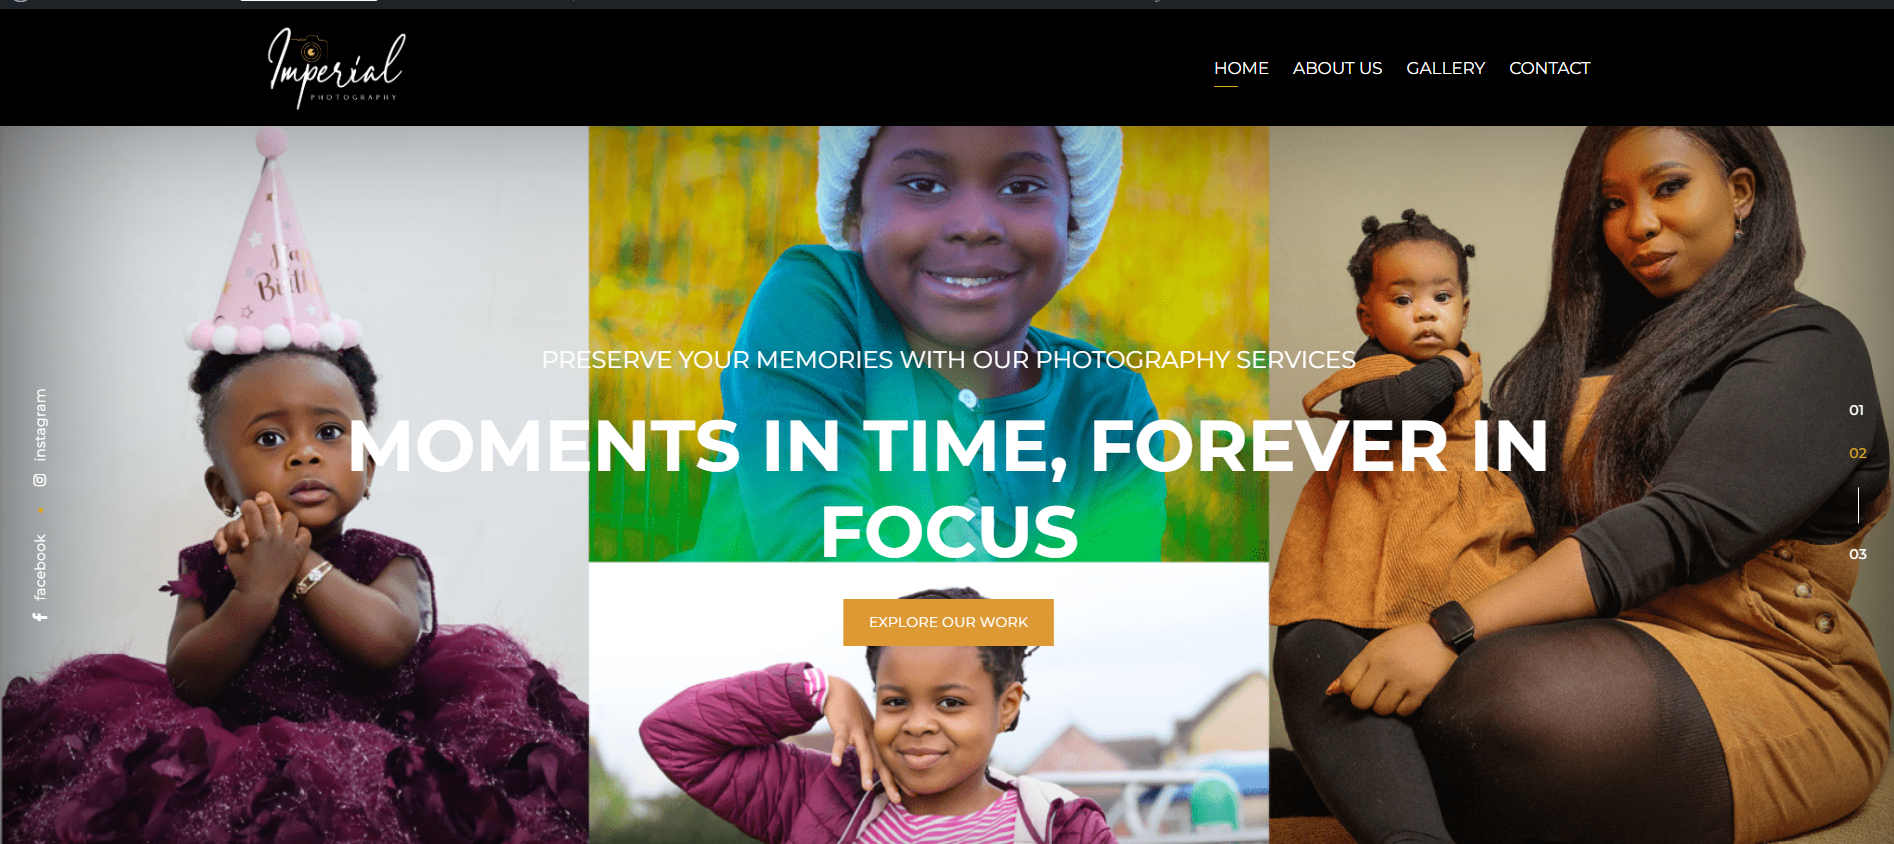 Imperial
PHOTOGRAPHY
HOME
ABOUT US
GALLERY
CONTACT
PRESERVE YOUR MEMORIES WITH OUR PHOTOGRAPHY SERVICES
MOMENTS IN TIME, FOREVER IN
FOCUS
EXPLORE OUR WORK
instagram
facebook
01
02
03